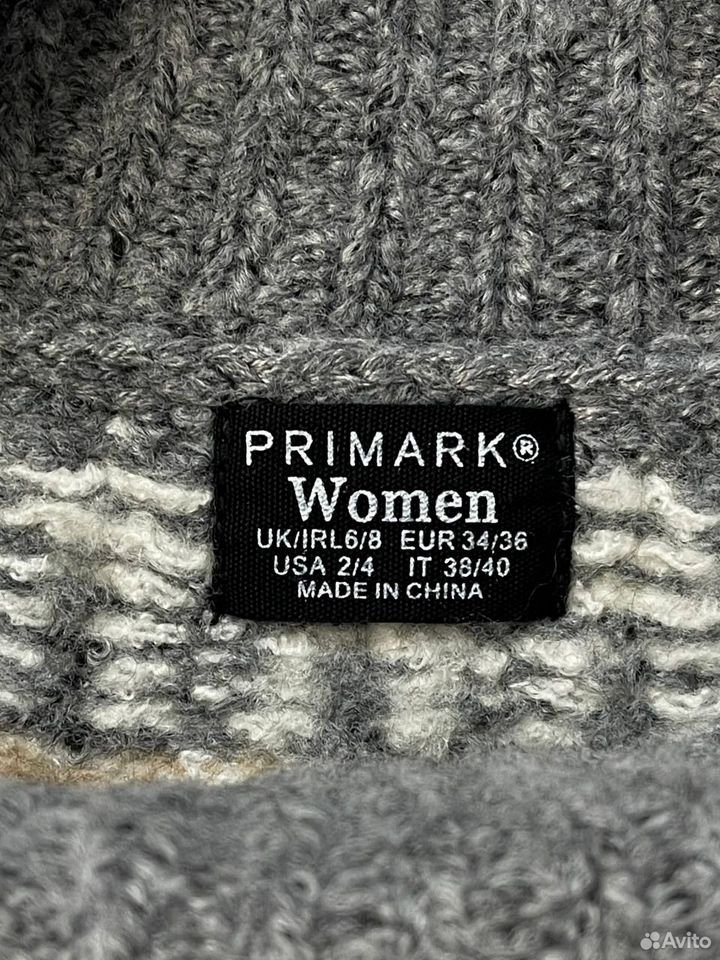 PRIMARK®
Women
UK/IRL6/8 EUR 34/36
USA 2/4 IT 38/40
MADE IN CHINA
Avito